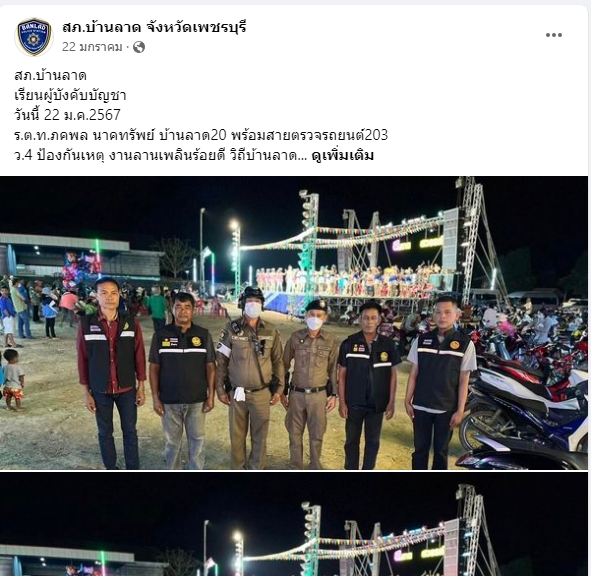 สภ.บ้านลาด จังหวัดเพชรบุรี
22 มกราคม ·
สภ.บ้านลาด
เรียนผู้บังคับบัญชา
วันนี้ 22 ม.ค.2567
ร.ต.ท.ภคพล นาคทรัพย์ บ้านลาด20 พร้อมสายตรวจรถยนต์203
ว.4 ป้องกันเหตุ งานลานเพลินร้อยดี วิถีบ้านลาด... ดูเพิ่มเติม
BANLAD